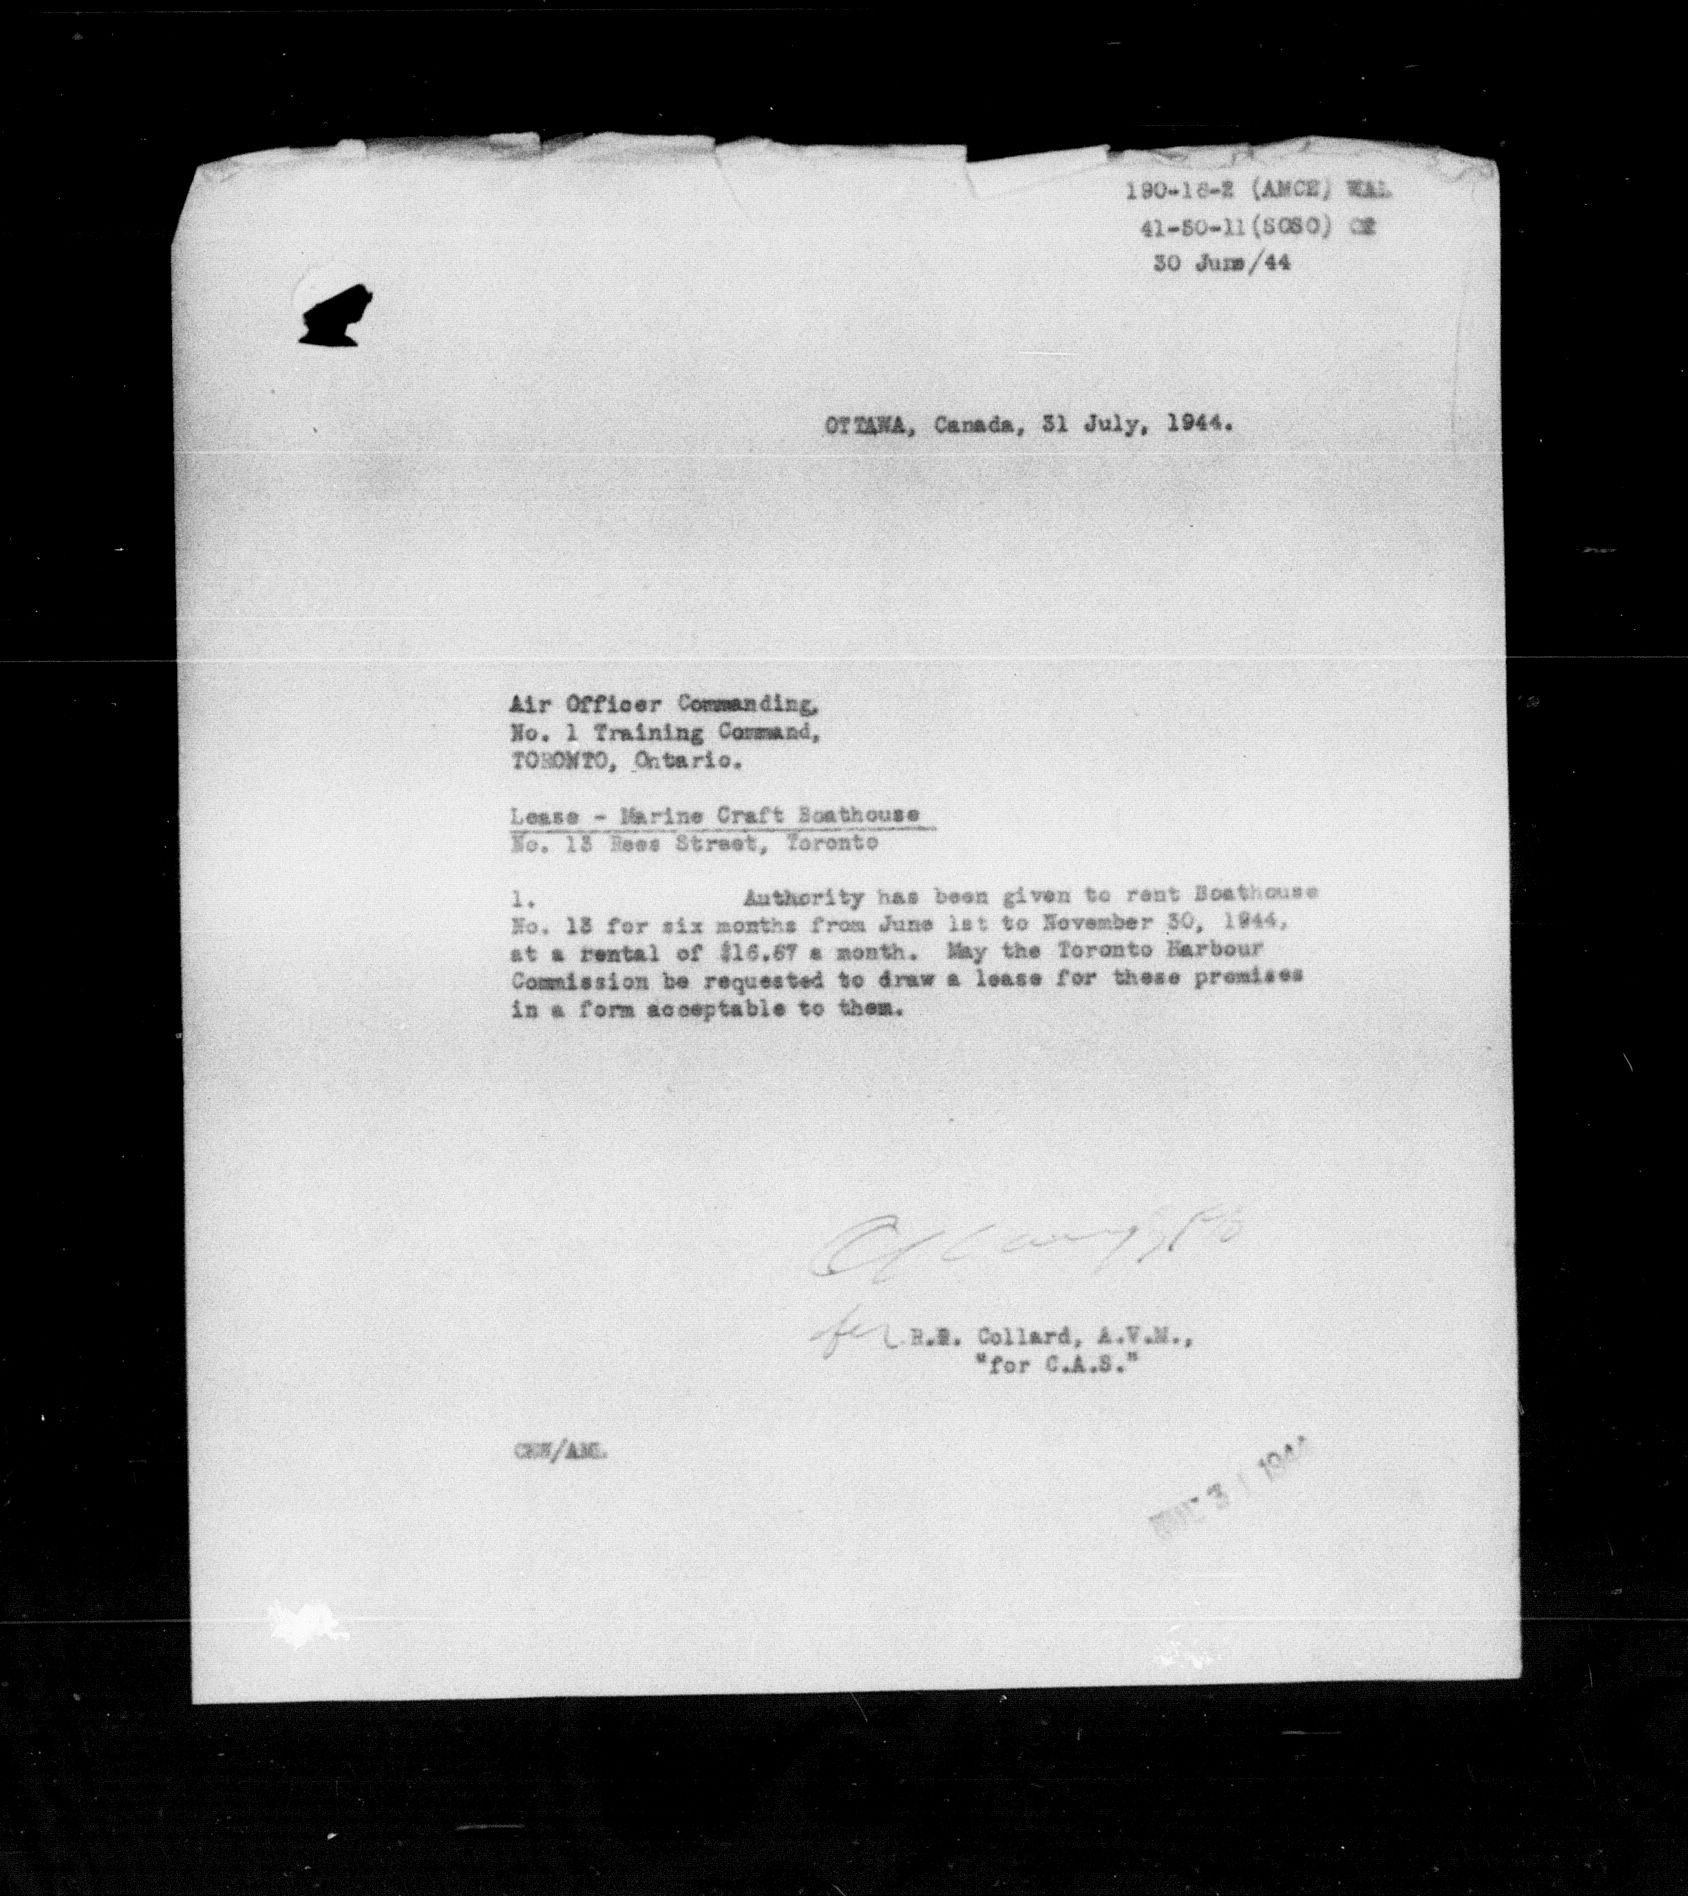 190-18-2 (AMCE) WAL
41-50-11(SOSO)
30 June/44
OTTAWA, Canada, 31 July, 1944.
Air Officer Commanding,
No. 1 Training Command,
TORONTO, Ontario.
Lease - Marine Craft Boathouse
No. 13 Rees Street, Toronto
1. Authority has been given to rent Boathouse
No. 13 for six months from June 1st to November 30, 1944,
at a rental of $16.67 a month. May the Toronto Harbour
Commission be requested to draw a lease for these premises
in a form acceptable to them.
for R.R. Collard, A.V.M.,
"for C.A.S."
31 1944